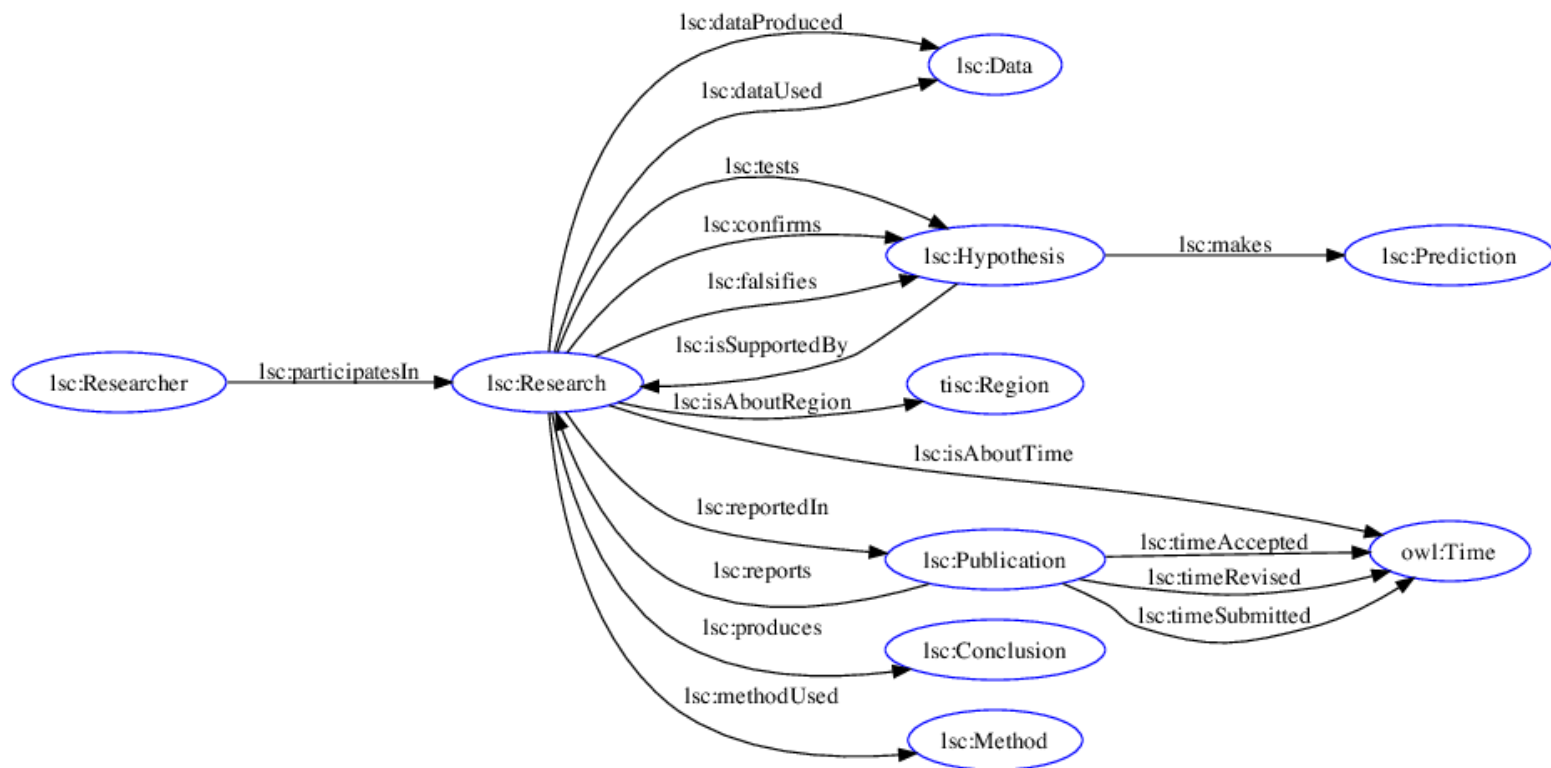 lsc:dataProduced
lsc:Data
lsc:dataUsed
lsc:tests
lsc:confirms
lsc:Hypothesis
lsc:makes
lsc:Prediction
lsc:falsifies
lsc:isSupportedBy
lsc:Researcher
lsc:participatesIn
lsc:Research
tisc:Region
lsc:isAboutRegion
lsc:isAboutTime
lsc:reportedIn
lsc:Publication
lsc:timeAccepted
owl:Time
lsc:reports
lsc:timeRevised
lsc:timeSubmitted
lsc:produces
lsc:Conclusion
lsc:methodUsed
lsc:Method